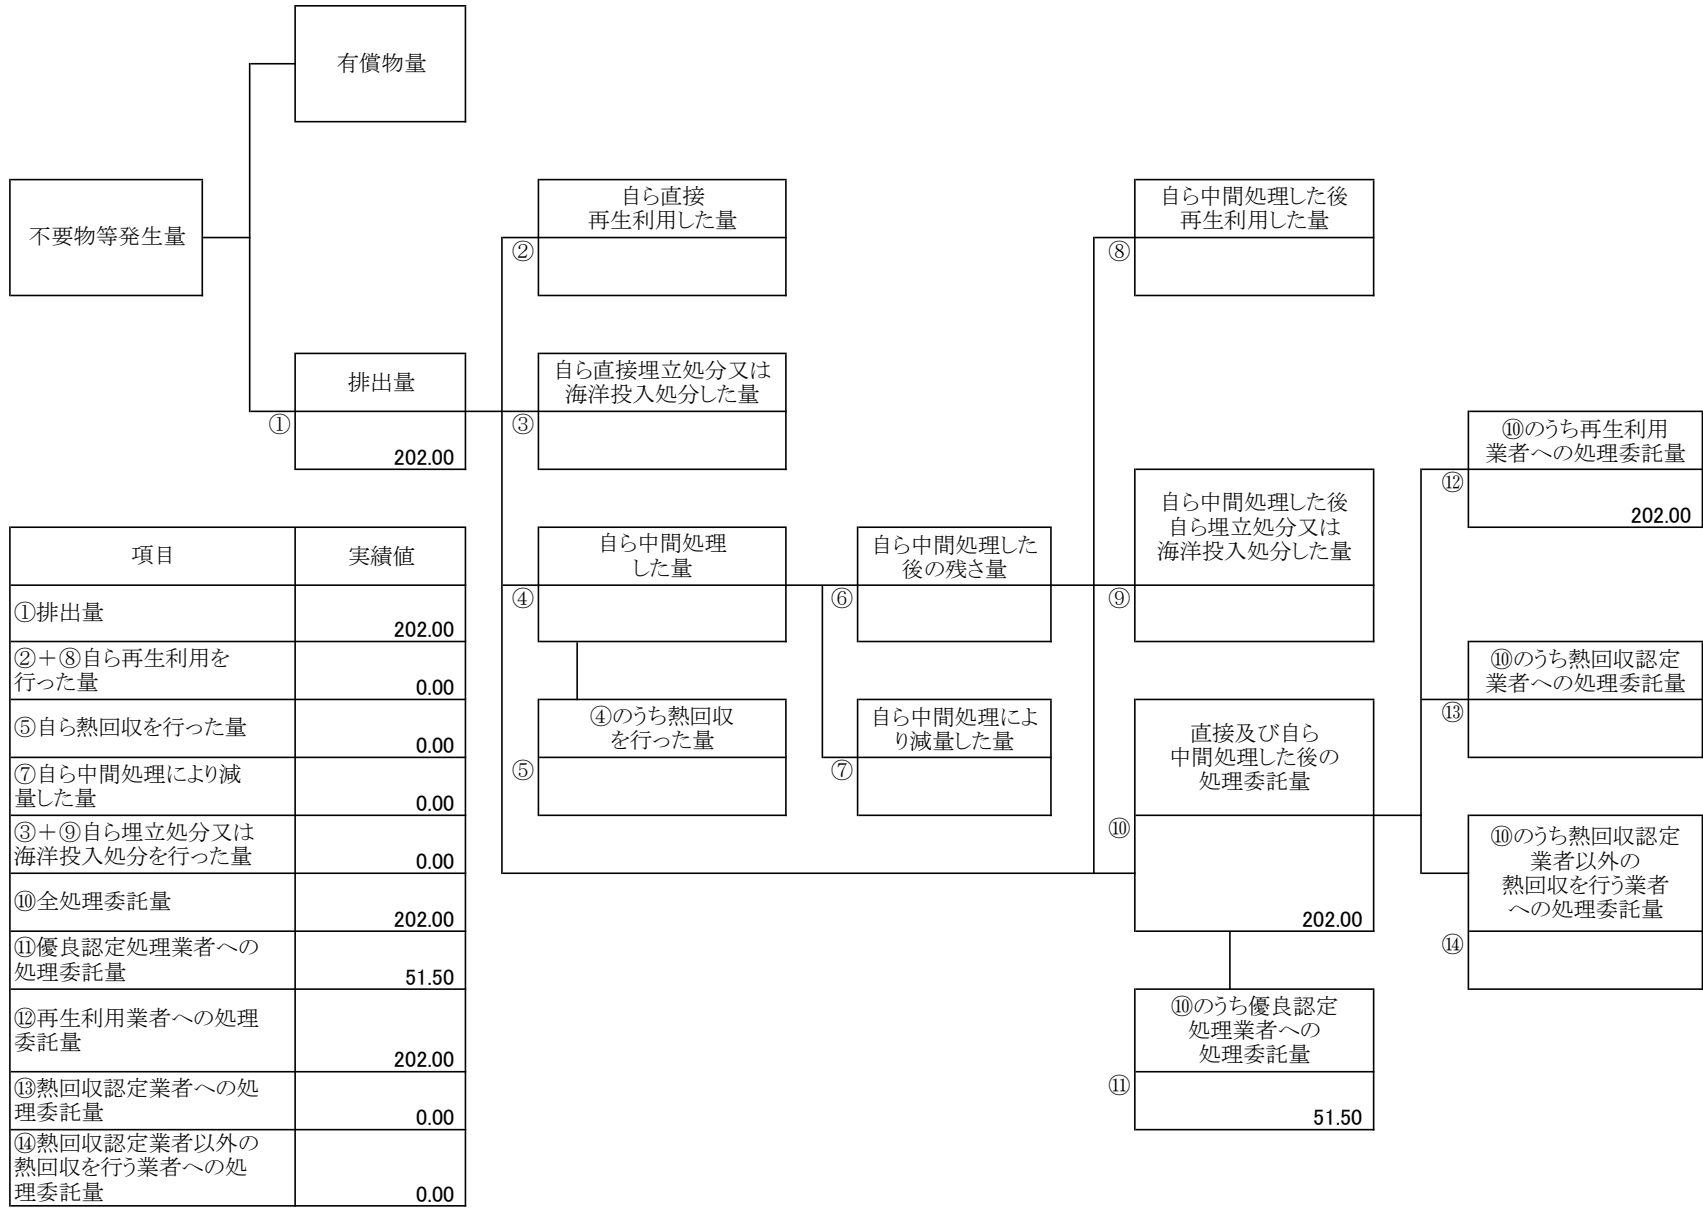 有償物量
不要物等発生量
自ら直接
再生利用した量
②
自ら中間処理した後
再生利用した量
⑧
排出量
①
202.00
自ら直接埋立処分又は
海洋投入処分した量
③
⑩のうち再生利用
業者への処理委託量
⑫
202.00
自ら中間処理
した量
④
自ら中間処理した
後の残さ量
⑥
自ら中間処理した後
自ら埋立処分又は
海洋投入処分した量
⑨
⑩のうち熱回収認定
業者への処理委託量
⑬
④のうち熱回収
を行った量
⑤
自ら中間処理によ
り減量した量
⑦
直接及び自ら
中間処理した後の
処理委託量
⑩
202.00
⑩のうち熱回収認定
業者以外の
熱回収を行う業者
への処理委託量
⑭
⑩のうち優良認定
処理業者への
処理委託量
⑪
51.50
項目 実績値
①排出量
202.00
②＋⑧自ら再生利用を
行った量 0.00
⑤自ら熱回収を行った量
0.00
⑦自ら中間処理により減
量した量 0.00
③＋⑨自ら埋立処分又は
海洋投入処分を行った量 0.00
⑩全処理委託量
202.00
⑪優良認定処理業者への
処理委託量 51.50
⑫再生利用業者への処理
委託量
202.00
⑬熱回収認定業者への処
理委託量 0.00
⑭熱回収認定業者以外の
熱回収を行う業者への処
理委託量 0.00